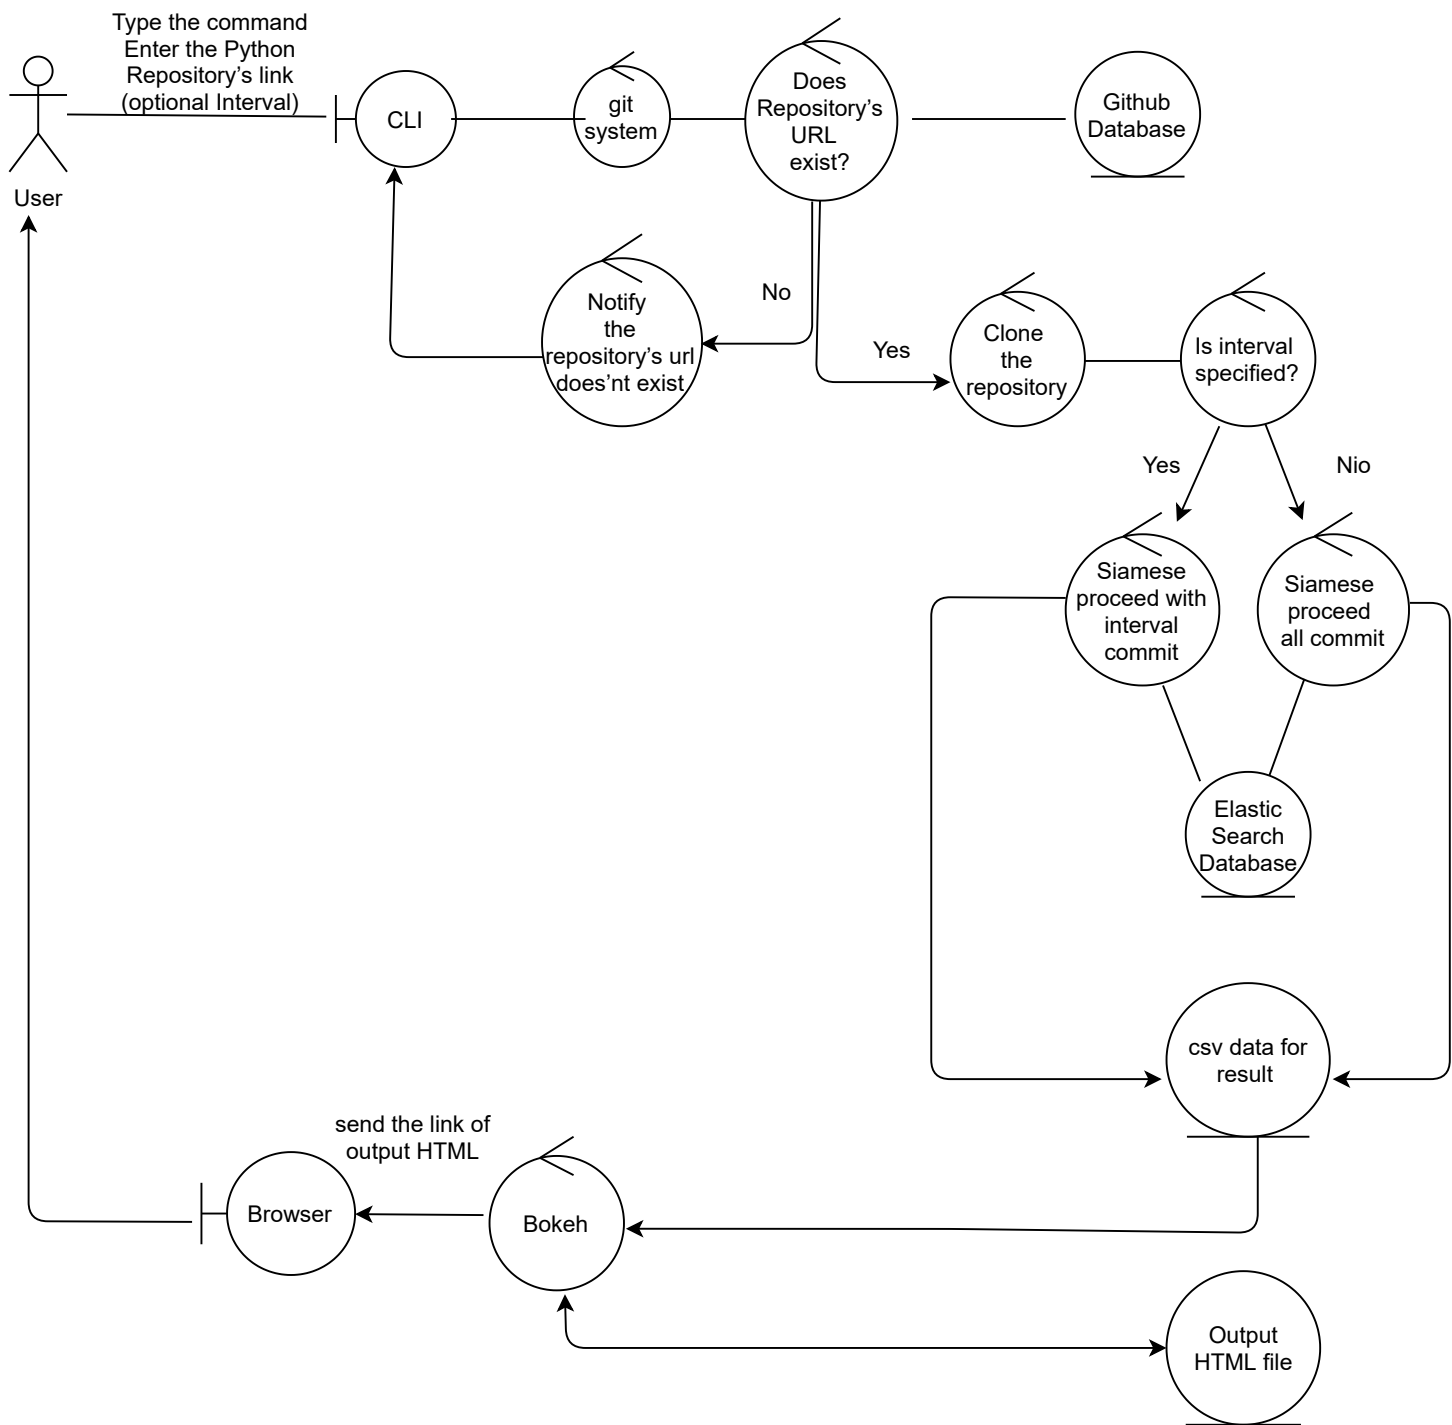 Type the command
Enter the Python
Repository's link
(optional Interval)
User
CLI
git
system
Does
Repository's
URL
exist?
Github
Database
Notify
the
repository's url
does'nt exist
No
Yes
Clone
the
repository
Is interval
specified?
Yes
Nio
Siamese
proceed with
interval
commit
Siamese
proceed
all commit
Elastic
Search
Database
csv data for
result
send the link of
output HTML
Browser
Bokeh
Output
HTML file